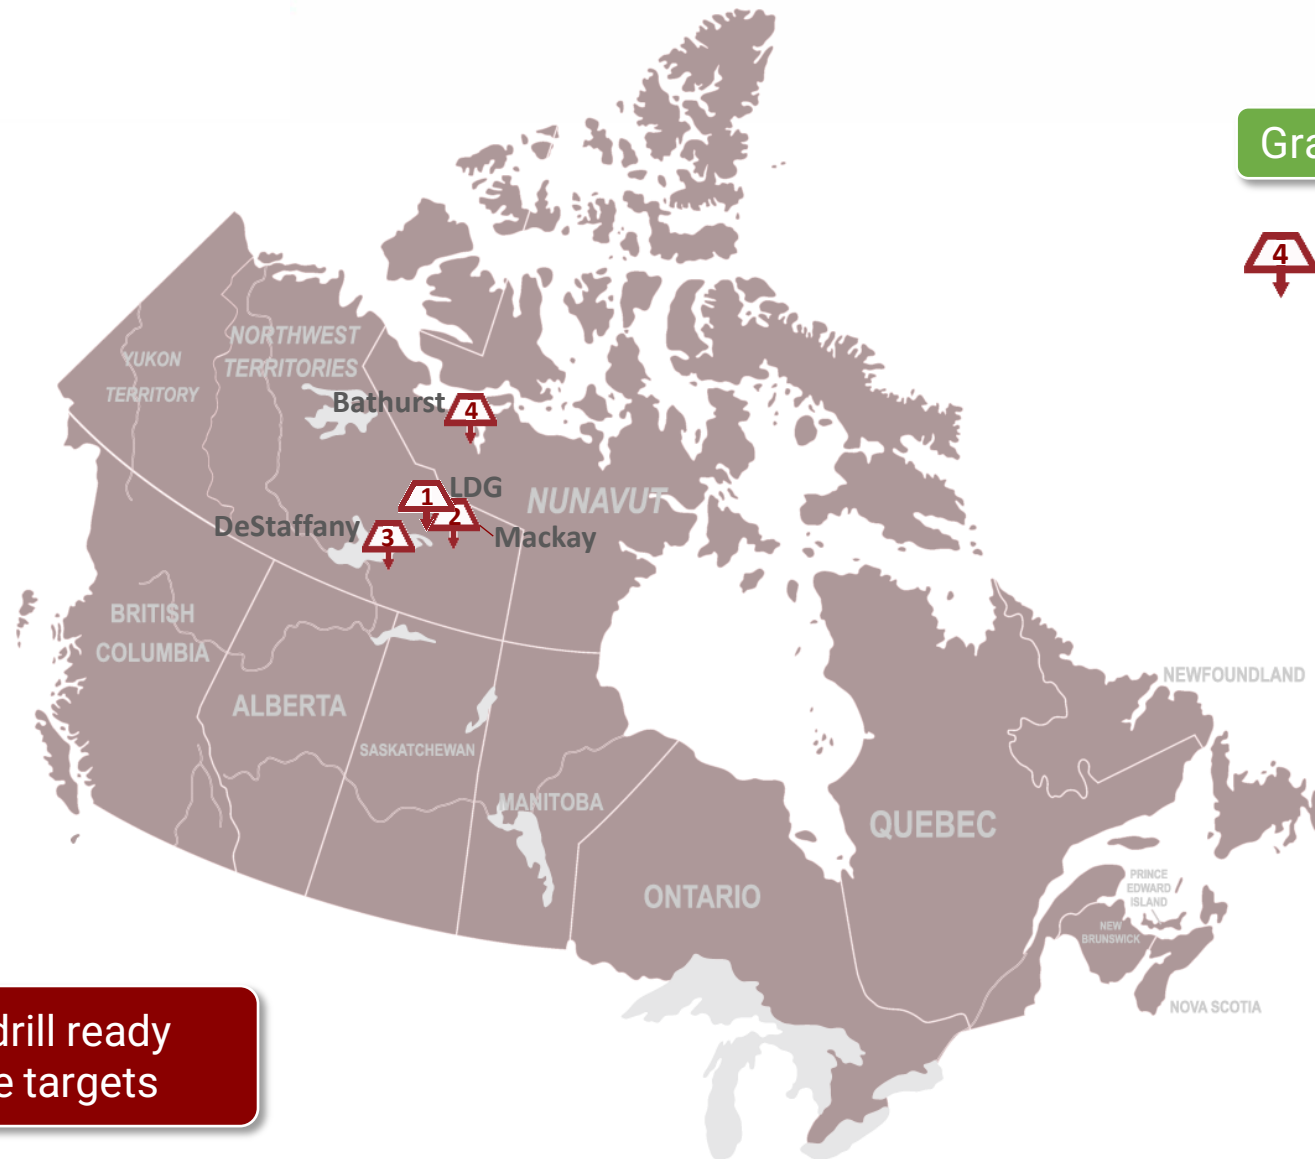 Gra
4
NORTHWEST
TERRITORIES
YUKON
TERRITORY
Bathurst
4
1
LDG
NUNAVUT
2
DeStaffany
3
Mackay
BRITISH
COLUMBIA
NEWFOUNDLAND
ALBERTA
SASKATCHEWAN
MANITOBA
QUEBEC
ONTARIO
PRINCE
EDWARD
ISLAND
NEW
BRUNSWICK
NOVA SCOTIA
drill ready
e targets